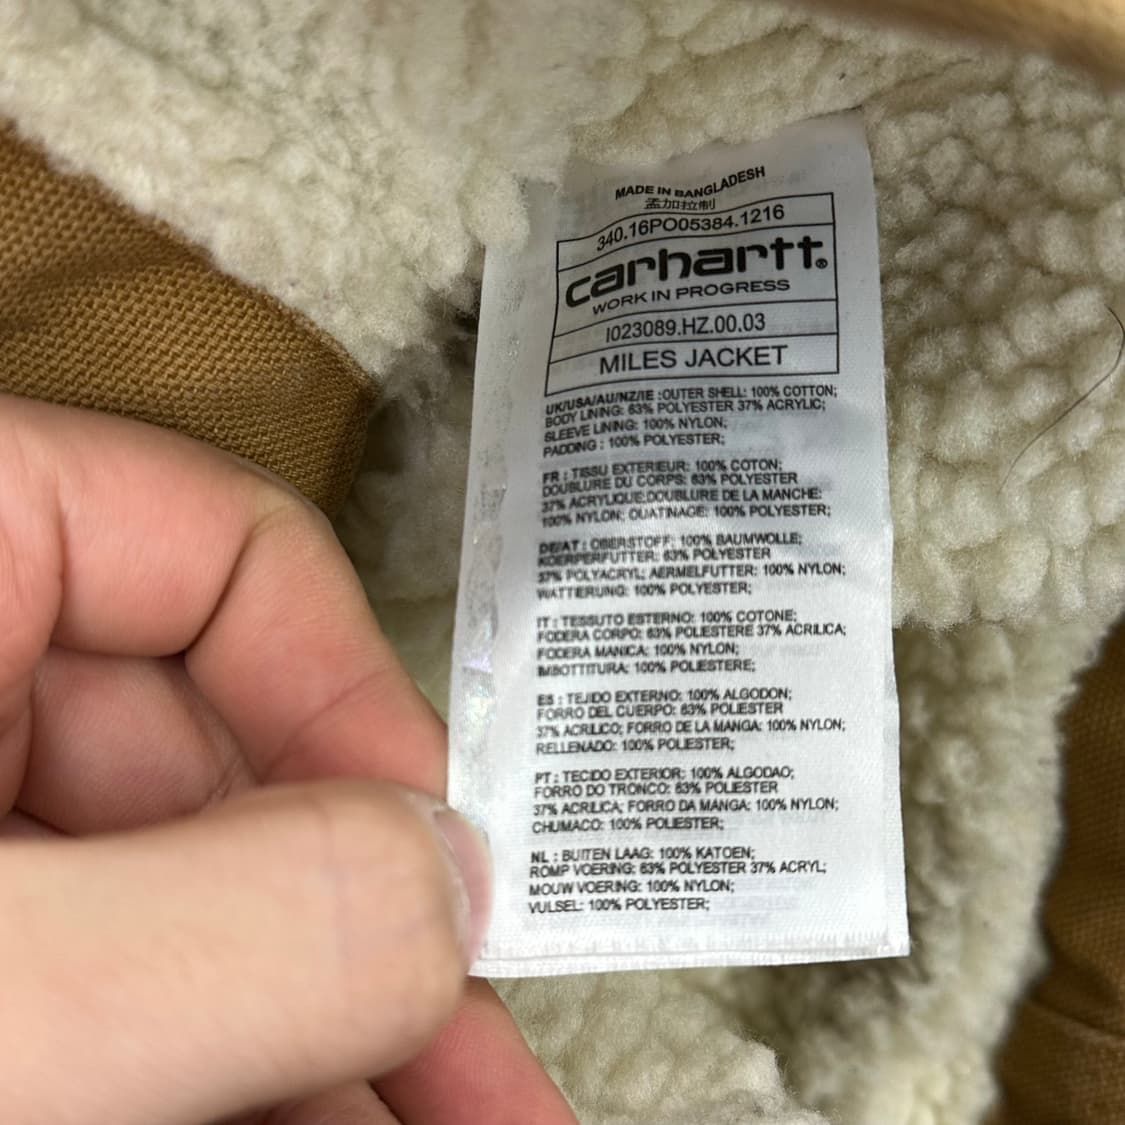 MADE IN BANGLADESH
孟加拉制
340.16PO05384.1216
carhartt®
WORK IN PROGRESS
I023089.HZ.00.03
MILES JACKET
UK/USA/AU/NZ/IE :OUTER SHELL: 100% COTTON;
BODY LINING: 63% POLYESTER 37% ACRYLIC;
SLEEVE LINING: 100% NYLON;
PADDING : 100% POLYESTER;
FR : TISSU EXTERIEUR: 100% COTON;
DOUBLURE DU CORPS: 63% POLYESTER
37% ACRYLIQUE;DOUBLURE DE LA MANCHE:
100% NYLON; OUATINAGE: 100% POLYESTER;
DE/AT : OBERSTOFF: 100% BAUMWOLLE;
KOERPERFUTTER: 63% POLYESTER
37% POLYACRYL; AERMELFUTTER: 100% NYLON;
WATTIERUNG: 100% POLYESTER;
IT : TESSUTO ESTERNO: 100% COTONE;
FODERA CORPO: 63% POLIESTERE 37% ACRILICA;
FODERA MANICA: 100% NYLON;
IMBOTTITURA: 100% POLIESTERE;
ES : TEJIDO EXTERNO: 100% ALGODON;
FORRO DEL CUERPO: 63% POLIESTER
37% ACRILICO; FORRO DE LA MANGA: 100% NYLON;
RELLENADO: 100% POLIESTER;
PT : TECIDO EXTERIOR: 100% ALGODAO;
FORRO DO TRONCO: 63% POLIESTER
37% ACRILICA; FORRO DA MANGA: 100% NYLON;
CHUMACO: 100% POLIESTER;
NL : BUITEN LAAG: 100% KATOEN;
ROMP VOERING: 63% POLYESTER 37% ACRYL;
MOUW VOERING: 100% NYLON;
VULSEL: 100% POLYESTER;